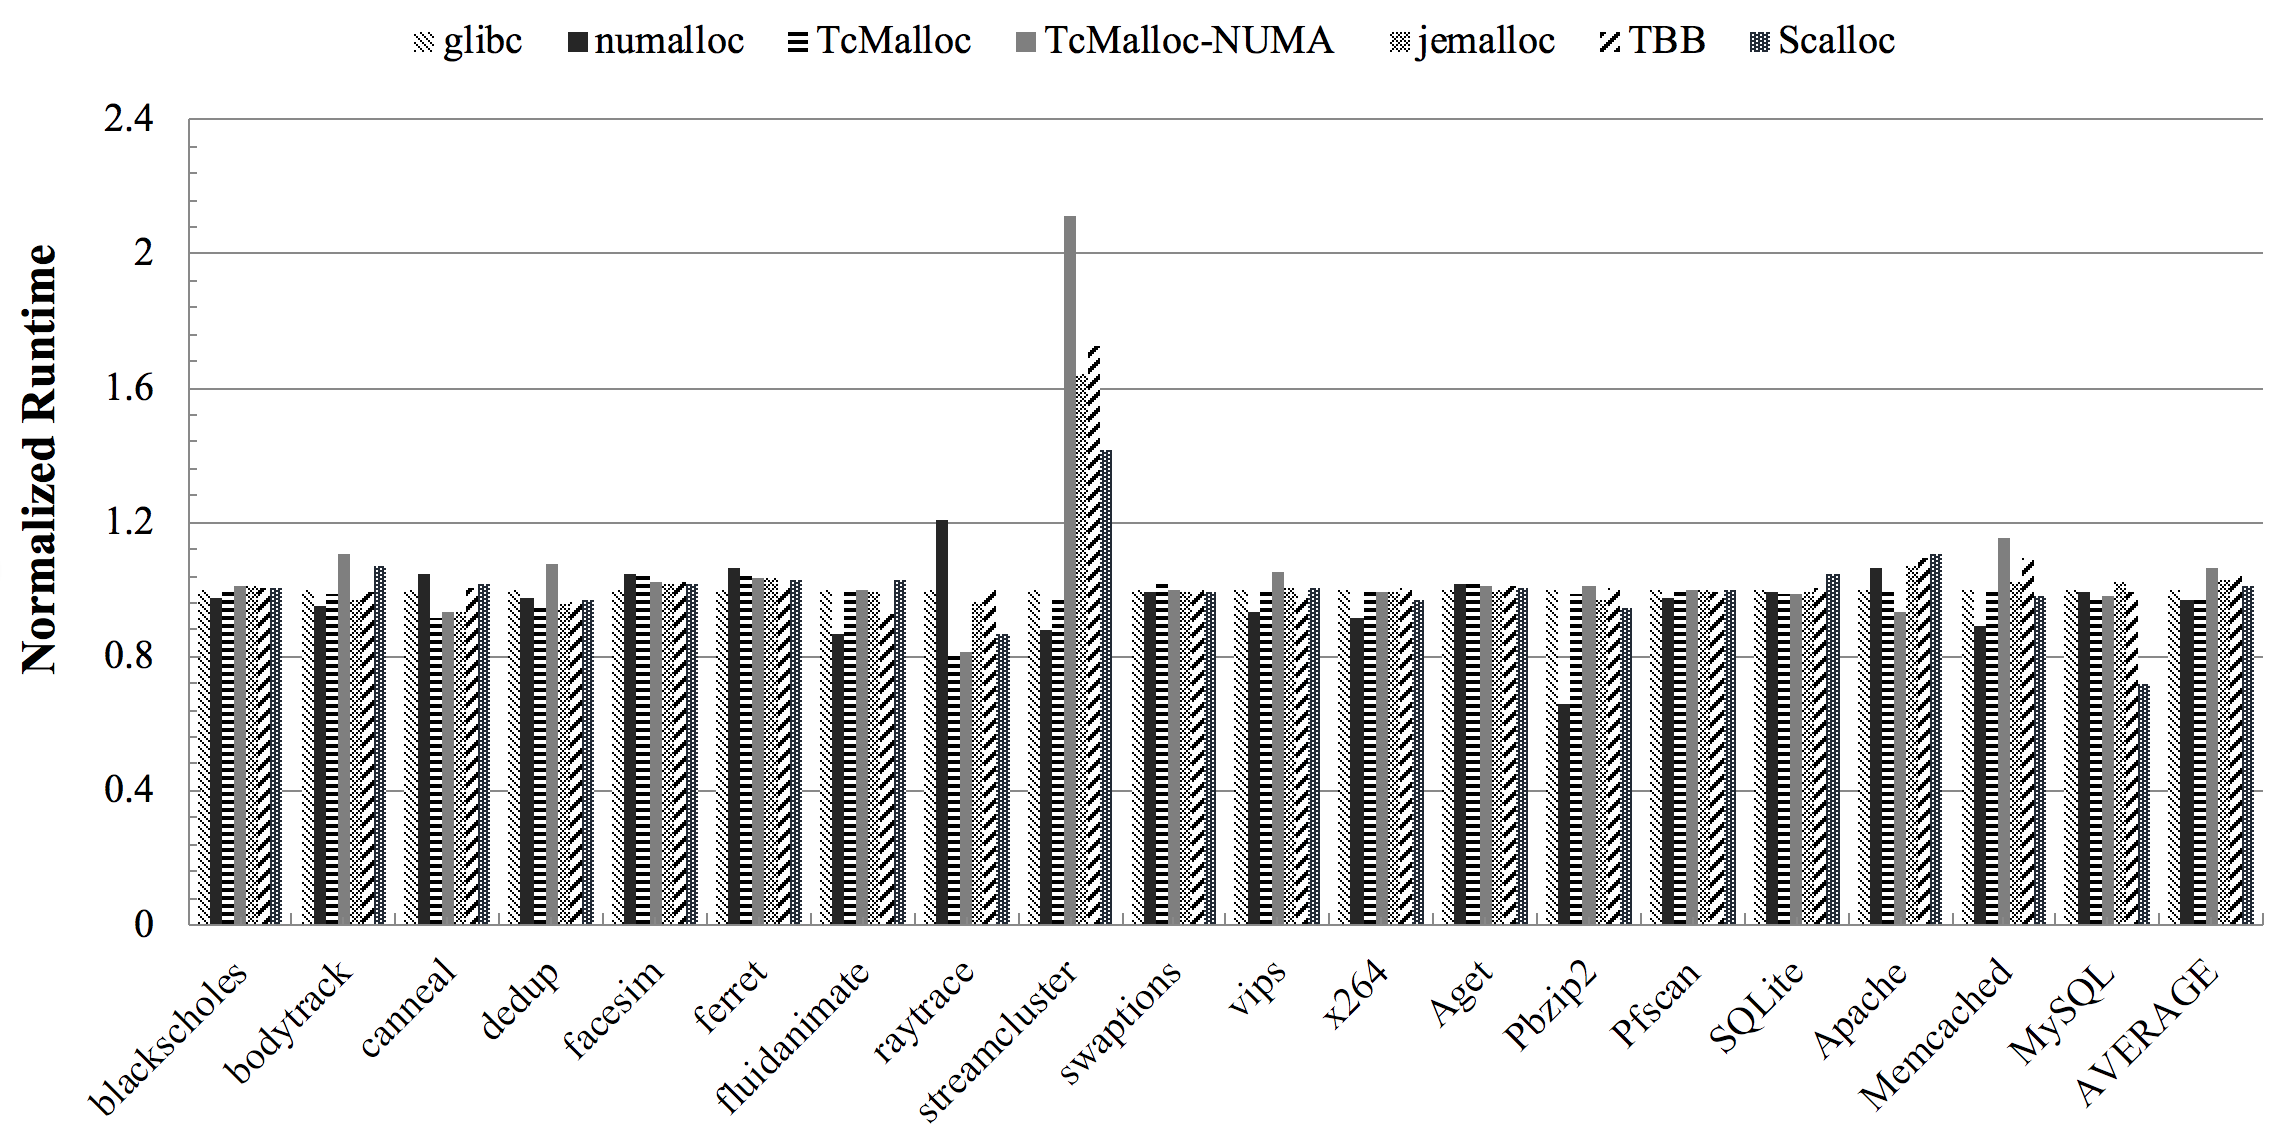 glibc numalloc TcMalloc TcMalloc-NUMA jemalloc TBB Scalloc
Normalized Runtime
2.4
2
1.6
1.2
0.8
0.4
0
blackscholes
bodytrack
canneal
dedup
facesim
ferret
fluidanimate
raytrace
streamcluster
swaptions
vips
x264
Aget
Pbzip2
Pfscan
SQLite
Apache
Memcached
MySQL
AVERAGE